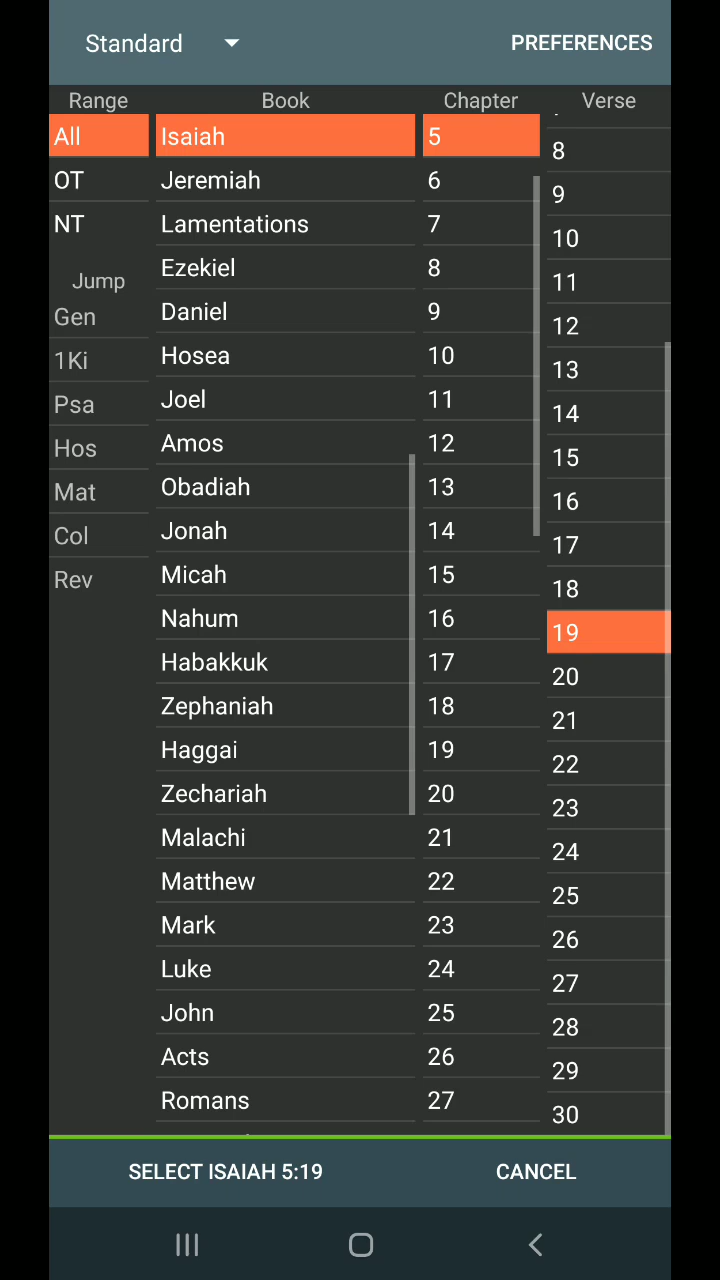 Standard
PREFERENCES
Range Book Chapter Verse
All
OT
NT
Jump
Gen
1Ki
Psa
Hos
Mat
Col
Rev
Isaiah
Jeremiah
Lamentations
Ezekiel
Daniel
Hosea
Joel
Amos
Obadiah
Jonah
Micah
Nahum
Habakkuk
Zephaniah
Haggai
Zechariah
Malachi
Matthew
Mark
Luke
John
Acts
Romans
5
6
7
8
9
10
11
12
13
14
15
16
17
18
19
20
21
22
23
24
25
26
27
8
9
10
11
12
13
14
15
16
17
18
19
20
21
22
23
24
25
26
27
28
29
30
SELECT ISAIAH 5:19
CANCEL